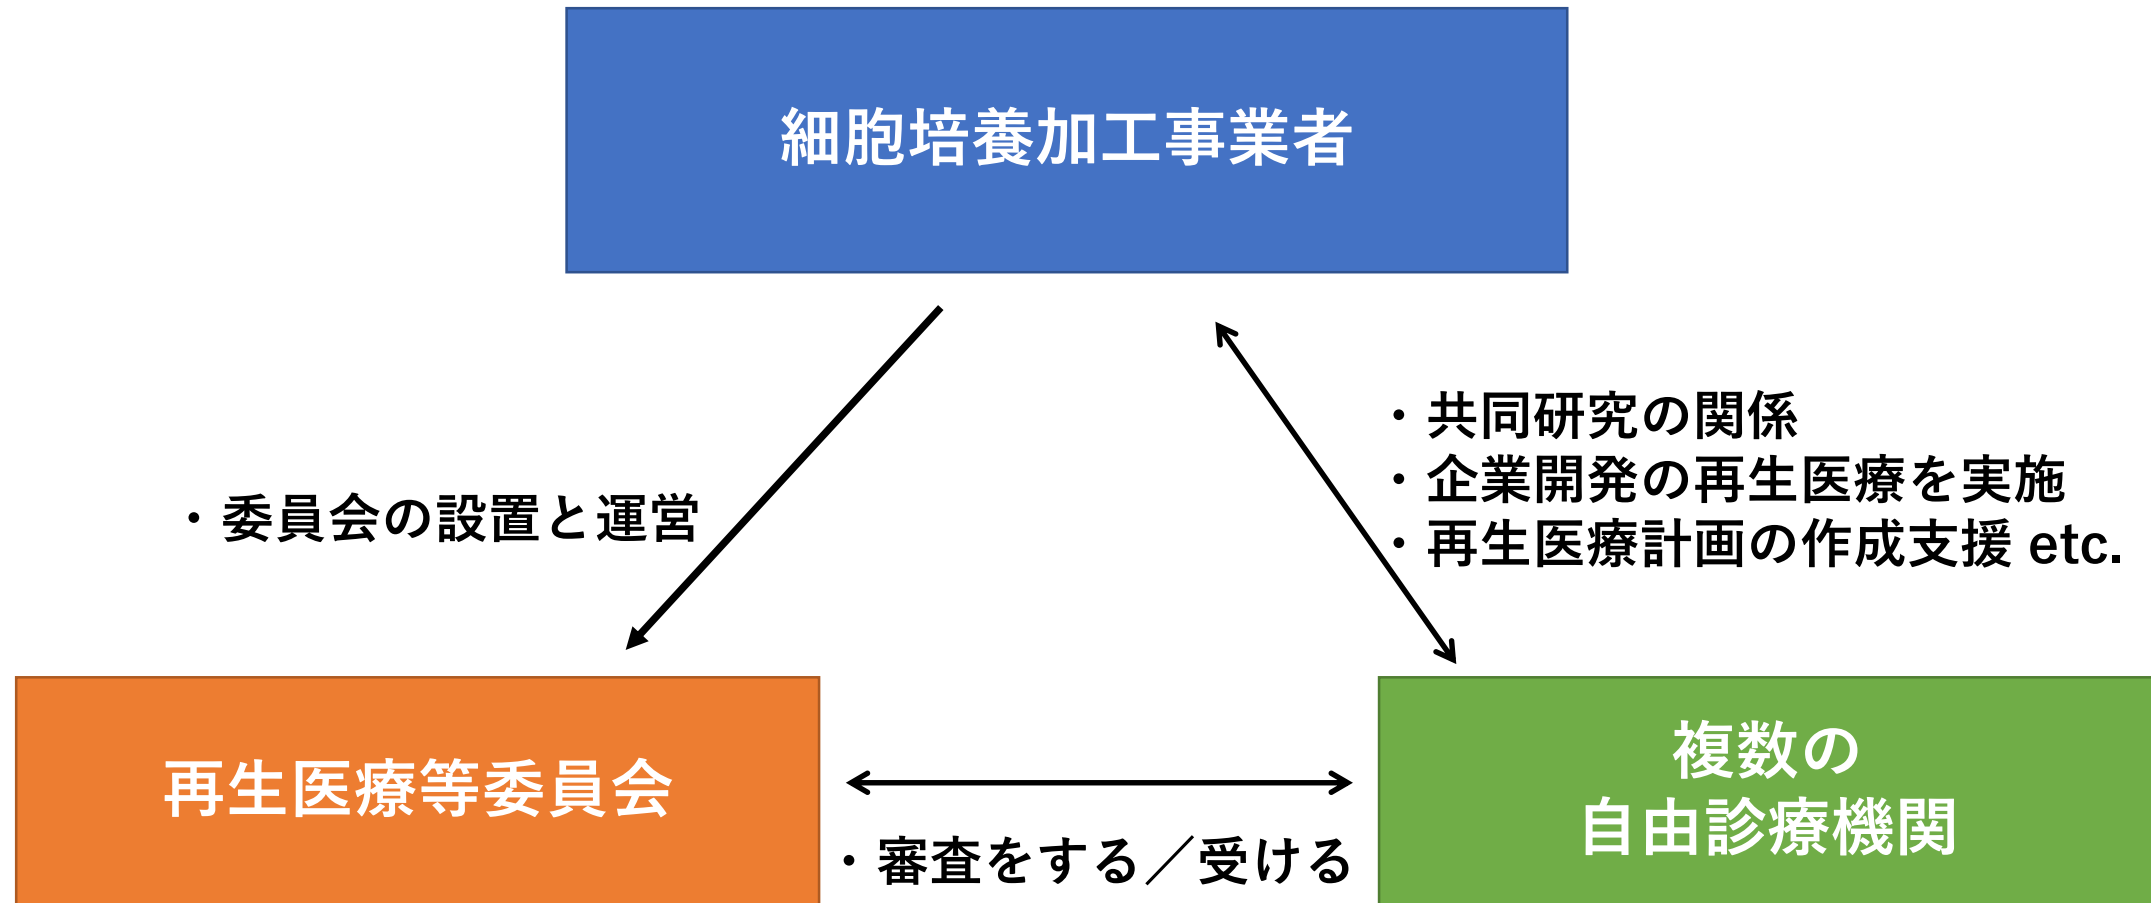 細胞培養加工事業者
・共同研究の関係
・企業開発の再生医療を実施
・再生医療計画の作成支援 etc.
・委員会の設置と運営
再生医療等委員会
複数の
自由診療機関
・審査をする／受ける